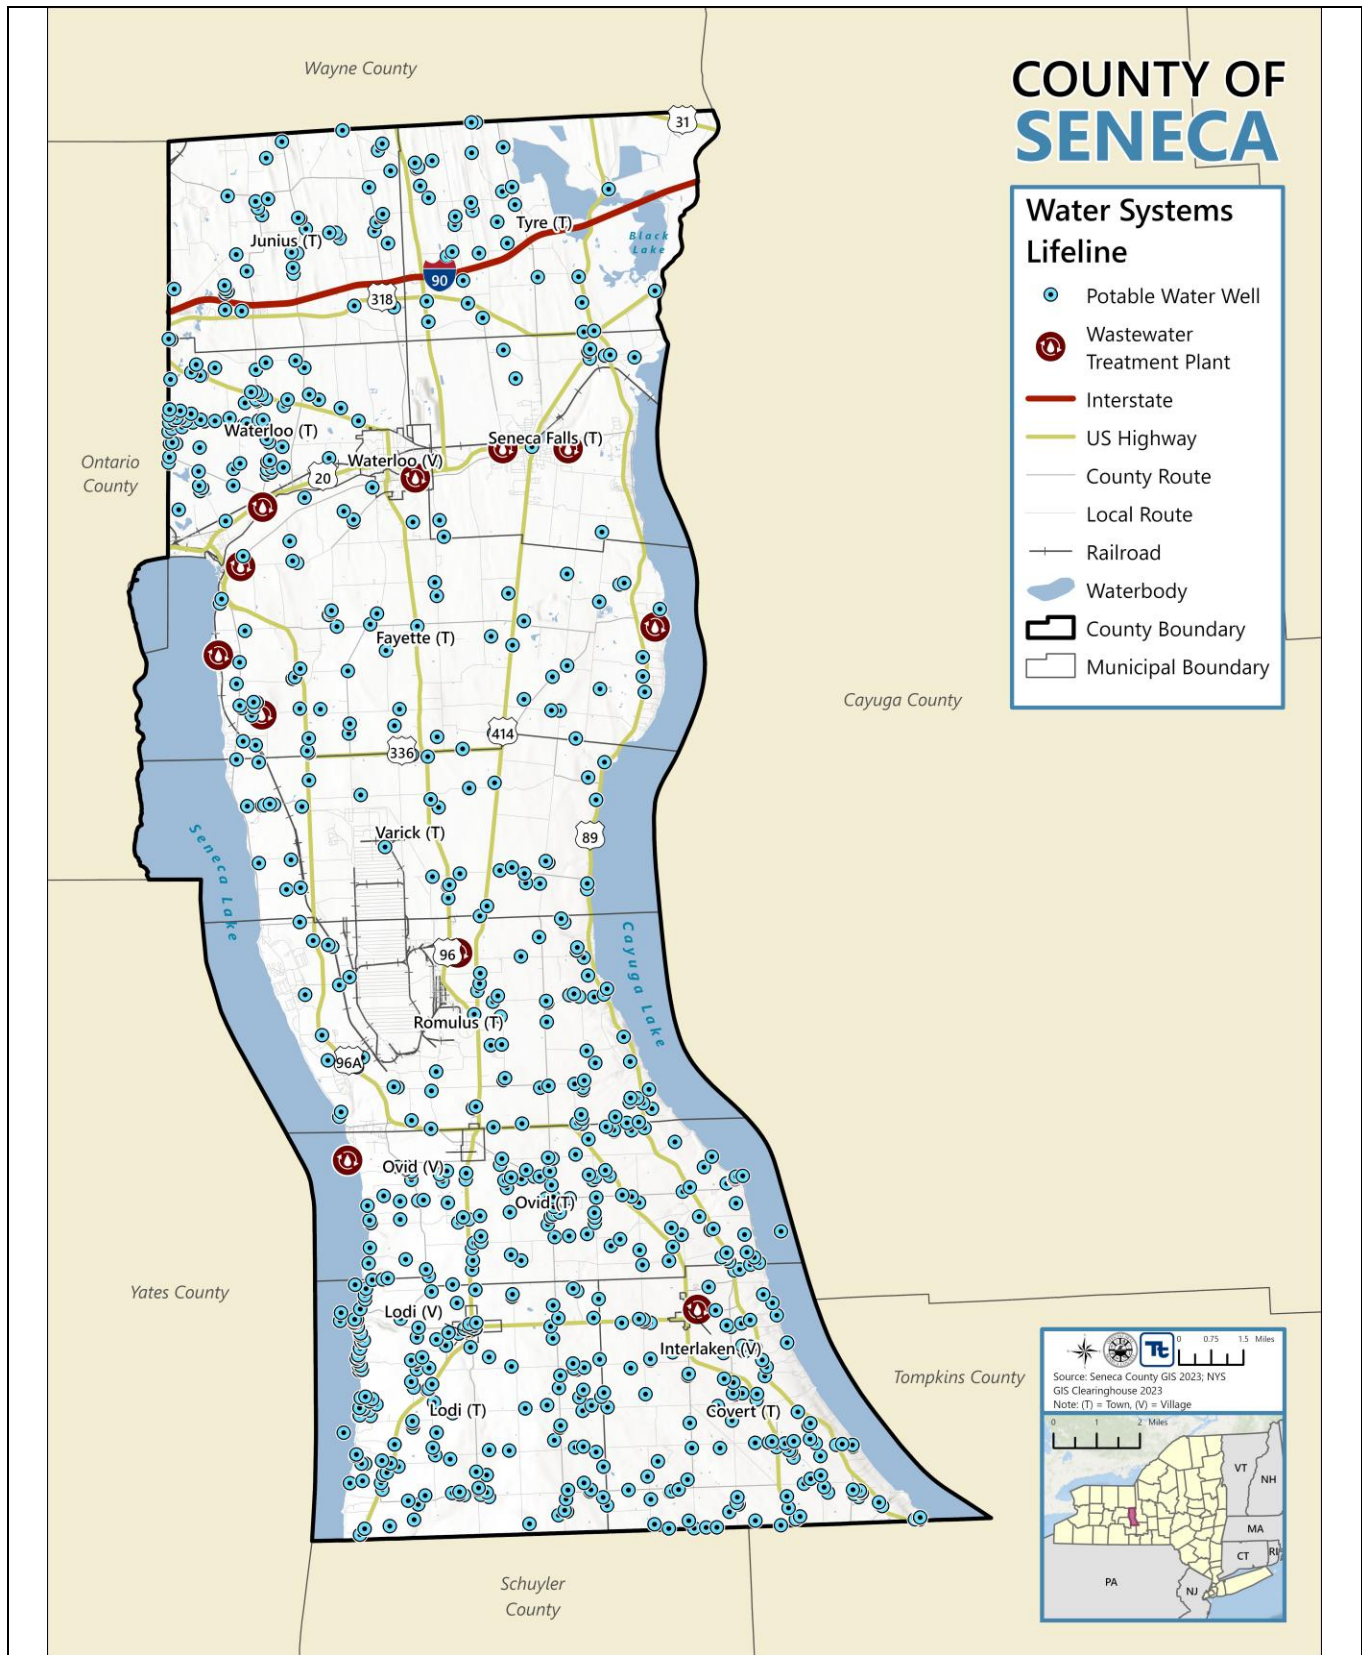 Wayne County
COUNTY OF
SENECA
31
Water Systems
Lifeline
Potable Water Well
Wastewater
Treatment Plant
Interstate
US Highway
County Route
Local Route
Railroad
Waterbody
County Boundary
Municipal Boundary
Tyre (T)
Junius (T)
Black
Lake
90
318
Waterloo (T)
Seneca Falls (T)
Waterloo (V)
Ontario
County
20
Fayette (T)
Cayuga County
414
336
Varick (T)
89
Seneca Lake
Cayuga Lake
96
Romulus (T)
96A
Ovid (V)
Ovid (T)
Yates County
Lodi (V)
Interlaken (V)
Tompkins County
Lodi (T)
Covert (T)
Schuyler
County
Tt
0 0.75 1.5 Miles
Source: Seneca County GIS 2023; NYS
GIS Clearinghouse 2023
Note: (T) = Town, (V) = Village
0 1 2 Miles
VT
NH
MA
CT
RI
PA
NJ